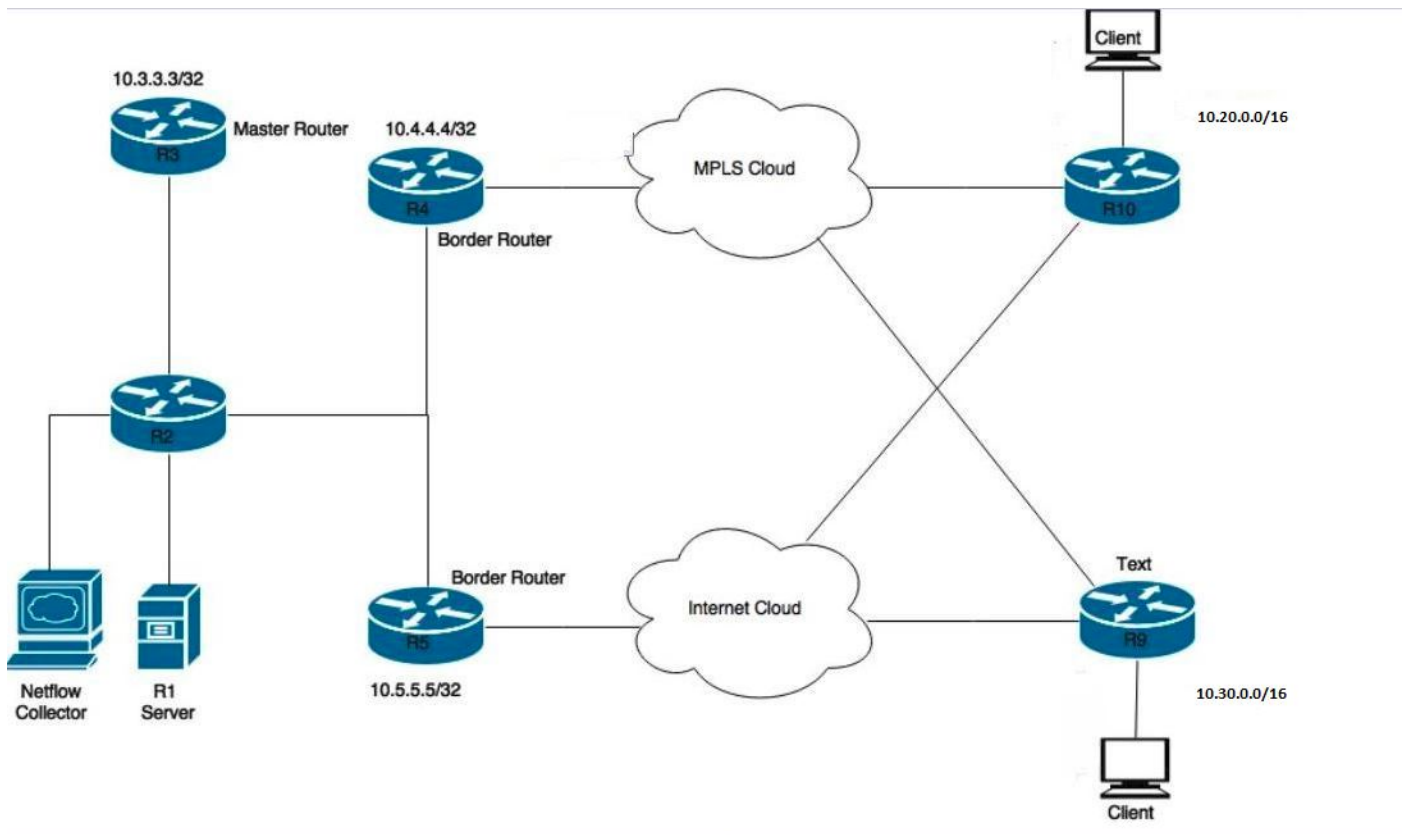 Client
10.3.3.3/32
10.20.0.0/16
Master Router
10.4.4.4/32
R3
MPLS Cloud
R4
R10
Border Router
R2
Text
Border Router
Internet Cloud
R5
R9
Netflow
Collector
R1
Server
10.5.5.5/32
10.30.0.0/16
Client